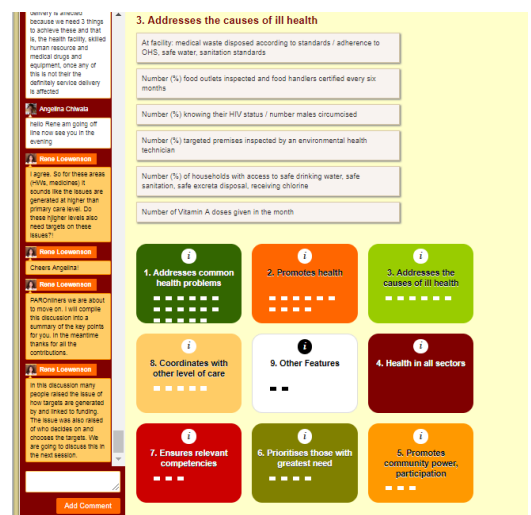 delivery is affected
because we need 3 things
to achieve these and that
is, the health facility, skilled
human resource and
medical drugs and
equipment, once any of
this is not their the
definitely service delivery
is affected
Angelina Chiwala
hello Rene am going off
line now see you in the
evening
Rene Loewenson
I agree. So for these areas
(HWs, medicines) it
sounds like the issues are
generated at higher than
primary care level. Do
these hjigher levels also
need targets on these
issues?!
Rene Loewenson
Cheers Angelina!
Rene Loewenson
PAROnliners we are about
to move on. I will compile
this discussion into a
summary of the key points
for you. In the meantime
thanks for all the
contributions.
Rene Loewenson
In this discussion many
people raised the issue of
how targets are generated
by and linked to funding.
The issue was also raised
of who decides on and
chooses the targets. We
are going to discuss this in
the next session.
Add Comment
3. Addresses the causes of ill health
At facility: medical waste disposed according to standards / adherence to
OHS, safe water, sanitation standards
Number (%) food outlets inspected and food handlers certified every six
months
Number (%) knowing their HIV status / number males circumcised
Number (%) targeted premises inspected by an environmental health
technician
Number (%) of households with access to safe drinking water, safe
sanitation, safe excreta disposal, receiving chlorine
Number of Vitamin A doses given in the month
i
1. Addresses common
health problems
i
2. Promotes health
i
3. Addresses the
causes of ill health
i
8. Coordinates with
other level of care
i
9. Other Features
i
4. Health in all sectors
i
7. Ensures relevant
competencies
i
6. Prioritises those with
greatest need
i
5. Promotes
community power,
participation